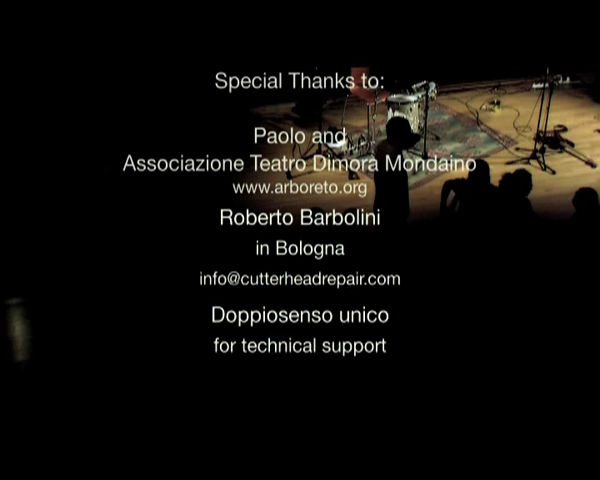 Special Thanks to:
Paolo and
Associazione Teatro Dimora Mondaino
www.arboreto.org
Roberto Barbolini
in Bologna
info@cutterheadrepair.com
Doppiosenso unico
for technical support